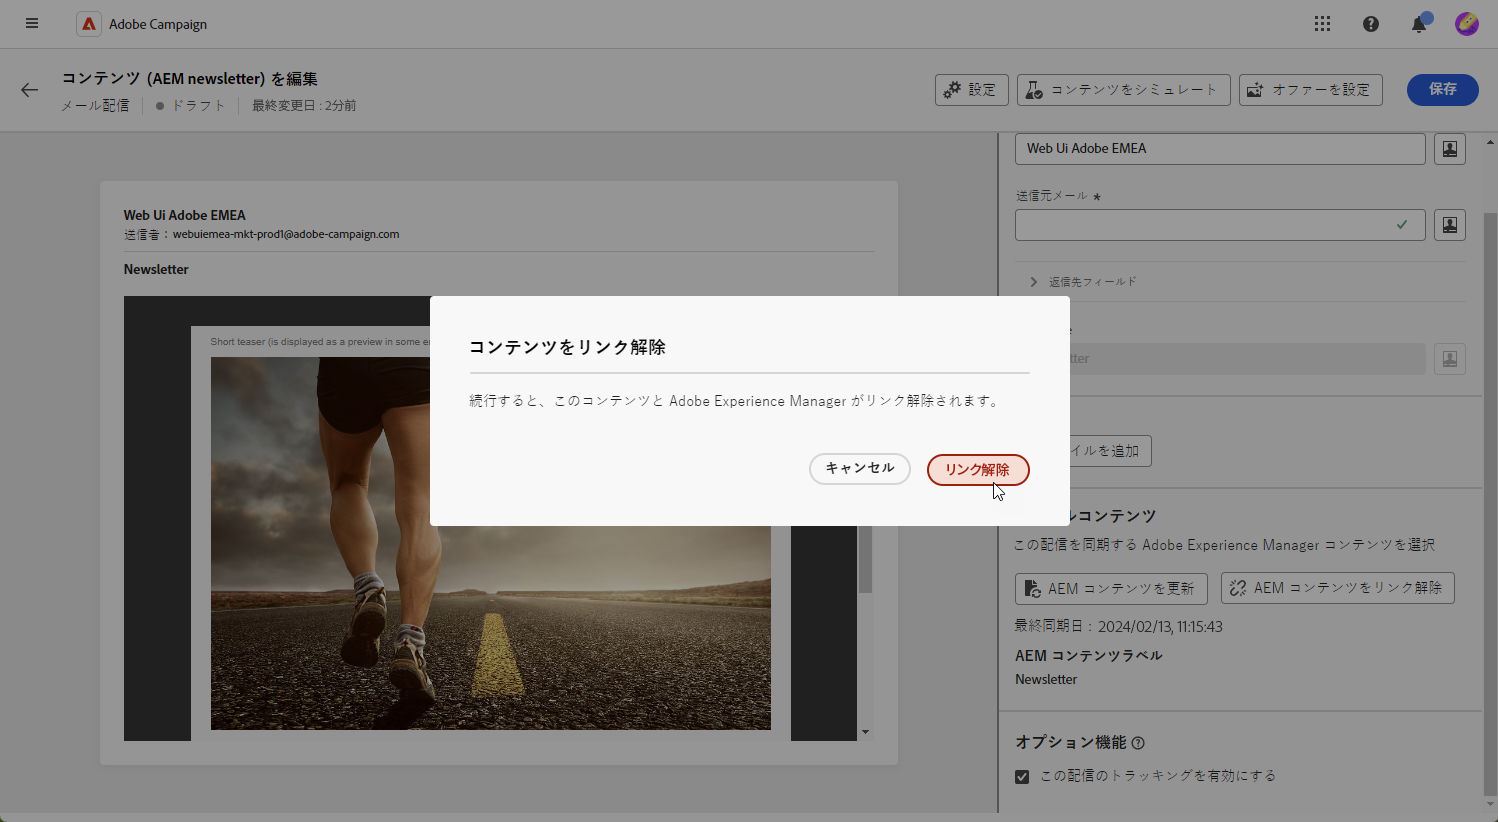 Adobe Campaign
コンテンツ (AEM newsletter) を編集
メール配信
ドラフト
最終変更日 : 2分前
設定
コンテンツをシミュレート
オファーを設定
保存
Web Ui Adobe EMEA
送信者 : webuiemea-mkt-prod1@adobe-campaign.com
Newsletter
Short teaser (is displayed as a preview in some e
コンテンツをリンク解除
続行すると、このコンテンツと Adobe Experience Manager がリンク解除されます。
キャンセル
リンク解除
Web Ui Adobe EMEA
送信元メール *
返信先フィールド
tter
イルを追加
ルコンテンツ
この配信を同期する Adobe Experience Manager コンテンツを選択
AEM コンテンツを更新
AEM コンテンツをリンク解除
最終同期日 : 2024/02/13, 11:15:43
AEM コンテンツラベル
Newsletter
オプション機能
この配信のトラッキングを有効にする